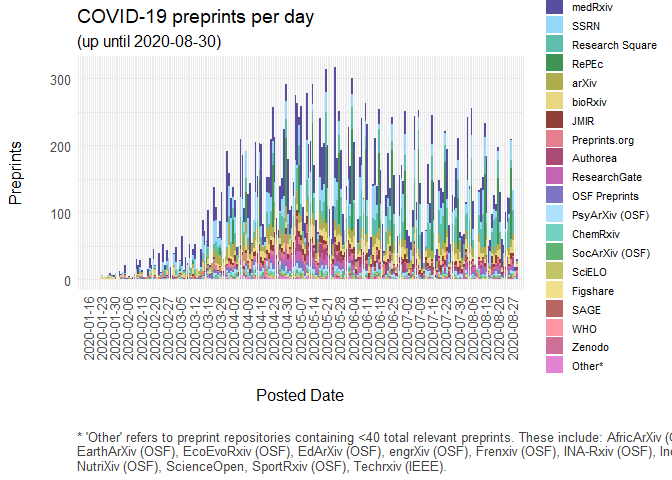 COVID-19 preprints per day
(up until 2020-08-30)
Preprints
300
200
100
0
2020-01-16
2020-01-23
2020-01-30
2020-02-06
2020-02-13
2020-02-20
2020-02-27
2020-03-05
2020-03-12
2020-03-19
2020-03-26
2020-04-02
2020-04-09
2020-04-16
2020-04-23
2020-04-30
2020-05-07
2020-05-14
2020-05-21
2020-05-28
2020-06-04
2020-06-11
2020-06-18
2020-06-25
2020-07-02
2020-07-09
2020-07-16
2020-07-23
2020-07-30
2020-08-06
2020-08-13
2020-08-20
2020-08-27
Posted Date
medRxiv
SSRN
Research Square
RePEc
arXiv
bioRxiv
JMIR
Preprints.org
Authorea
ResearchGate
OSF Preprints
PsyArXiv (OSF)
ChemRxiv
SocArXiv (OSF)
SciELO
Figshare
SAGE
WHO
Zenodo
Other*
* 'Other' refers to preprint repositories containing <40 total relevant preprints. These include: AfricArXiv
EarthArXiv (OSF), EcoEvoRxiv (OSF), EdArXiv (OSF), engrXiv (OSF), Frenxiv (OSF), INA-Rxiv (OSF),
NutriXiv (OSF), ScienceOpen, SportRxiv (OSF), Techrxiv (IEEE).